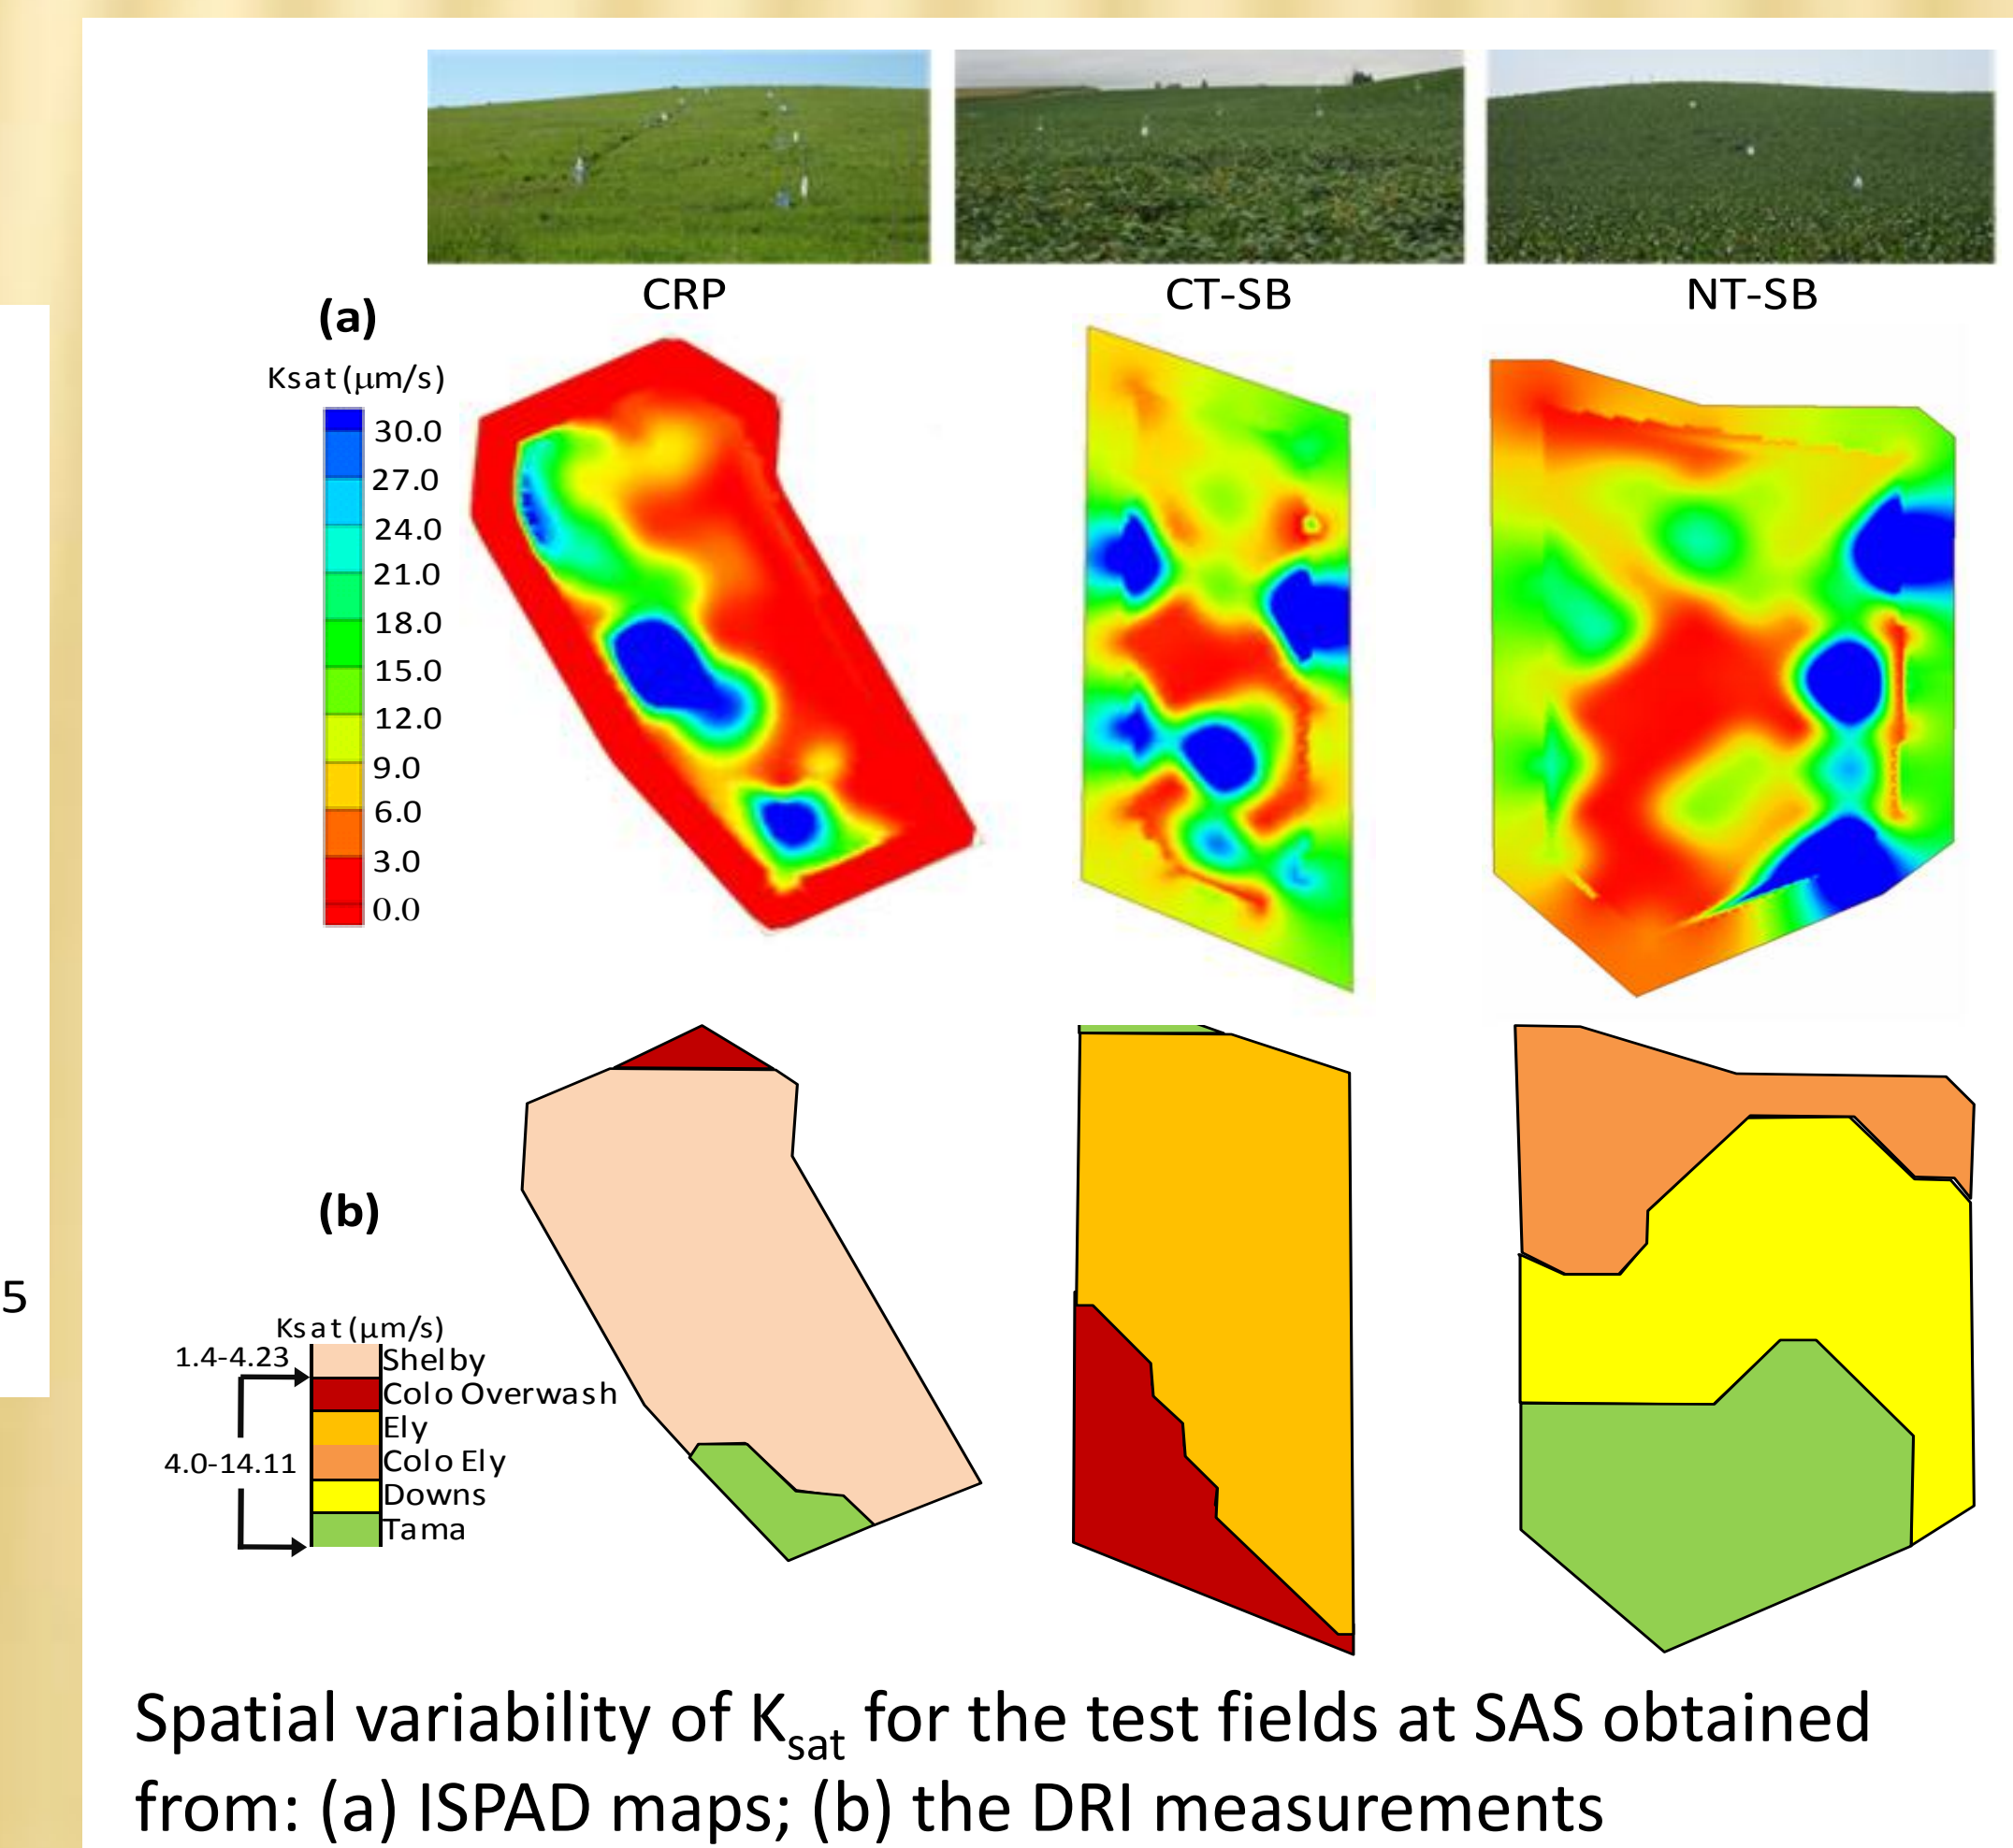 CRP
CT-SB
NT-SB
(a)
Ksat (μm/s)
30.0
27.0
24.0
21.0
18.0
15.0
12.0
9.0
6.0
3.0
0.0
(b)
5
Ksat (μm/s)
1.4-4.23
Shelby
Colo Overwash
Ely
4.0-14.11
Colo Ely
Downs
Tama
Spatial variability of Ksat for the test fields at SAS obtained
from: (a) ISPAD maps; (b) the DRI measurements